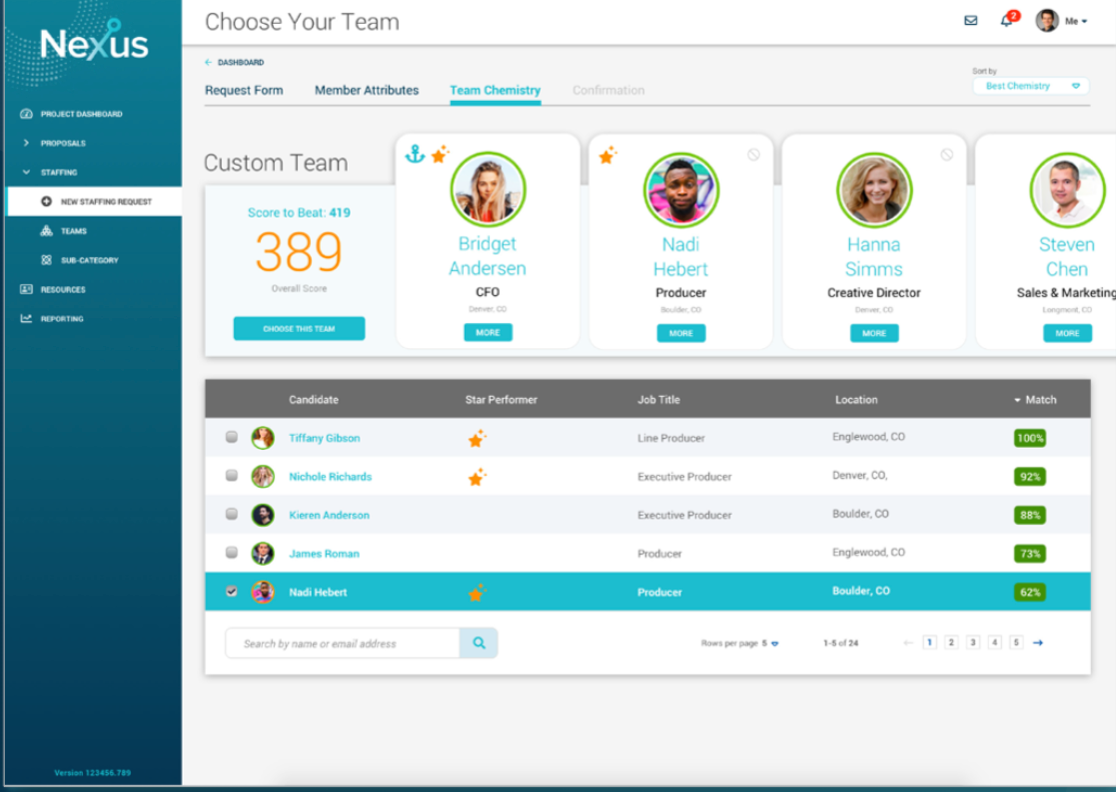 Nexus
PROJECT DASHBOARD
PROPOSALS
STAFFING
NEW STAFFING REQUEST
TEAMS
SUB-CATEGORY
RESOURCES
REPORTING
Version 123456.789
Choose Your Team
2
Me
← DASHBOARD
Request Form Member Attributes Team Chemistry Confirmation
Sort by
Best Chemistry
Custom Team
Score to Beat: 419
389
Overall Score
CHOOSE THIS TEAM
Bridget
Andersen
CFO
Denver, CO
MORE
Nadi
Hebert
Producer
Boulder, CO
MORE
Hanna
Simms
Creative Director
Denver, CO
MORE
Steven
Chen
Sales & Marketing
Longmont, CO
MORE
Candidate Star Performer Job Title Location Match
Tiffany Gibson Line Producer Englewood, CO 100%
Nichole Richards Executive Producer Denver, CO, 92%
Kieren Anderson Executive Producer Boulder, CO 88%
James Roman Producer Englewood, CO 73%
Nadi Hebert Producer Boulder, CO 62%
Search by name or email address
Rows per page 5 1-5 of 24 ← 1 2 3 4 5 →